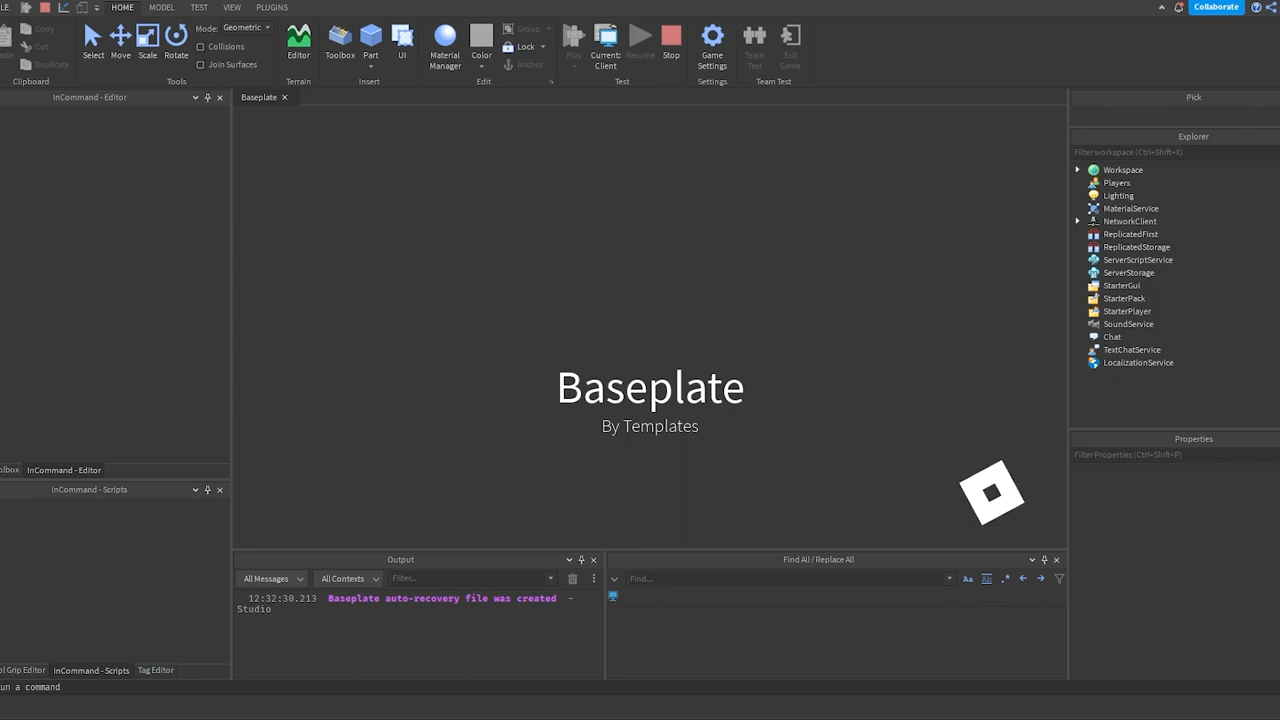 LE
HOME
MODEL
TEST
VIEW
PLUGINS
Collaborate
Copy
Cut
Duplicate
aste
Clipboard
Select
Move
Scale
Rotate
Mode: Geometric
Collisions
Join Surfaces
Tools
Editor
Terrain
Toolbox
Part
UI
Insert
Material
Manager
Color
Group
Lock
Anchor
Edit
Play
Current:
Client
Resume
Stop
Test
Game
Settings
Settings
Team
Test
Exit
Game
Team Test
InCommand - Editor
Baseplate
Pick
Explorer
Filter workspace (Ctrl+Shift+X)
Workspace
Players
Lighting
MaterialService
NetworkClient
ReplicatedFirst
ReplicatedStorage
ServerScriptService
ServerStorage
StarterGui
StarterPack
StarterPlayer
SoundService
Chat
TextChatService
LocalizationService
Baseplate
By Templates
Properties
Filter Properties (Ctrl+Shift+P)
olbox
InCommand - Editor
InCommand - Scripts
Output
All Messages
All Contexts
Filter...
12:32:30.213 Baseplate auto-recovery file was created -
Studio
Find All / Replace All
Find...
Aa
Ab
.*
ol Grip Editor
InCommand - Scripts
Tag Editor
un a command